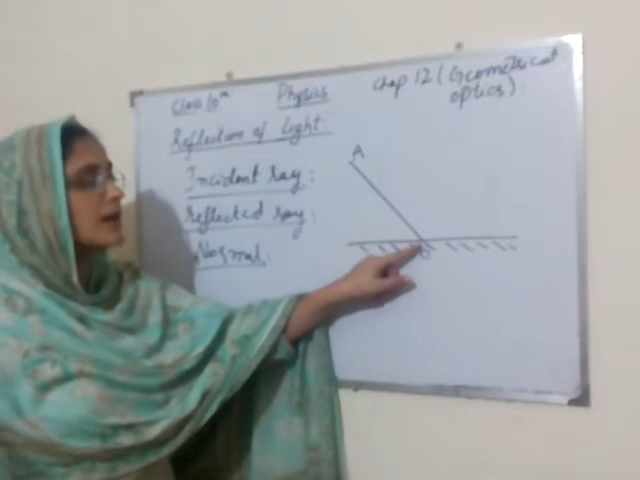 Class 10th Physics Chap 12 (Geometrical
optics)
Reflection of Light:
Incident ray:
Reflected ray:
Normal:
A